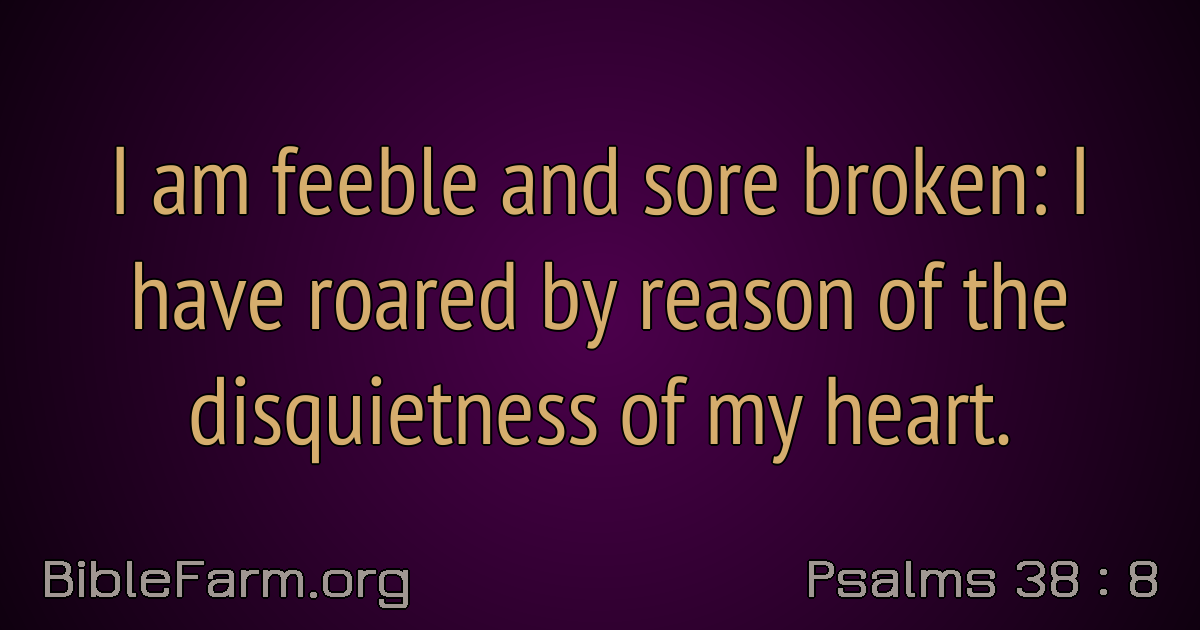 I am feeble and sore broken: I
have roared by reason of the
disquietness of my heart.
BibleFarm.org
Psalms 38 : 8